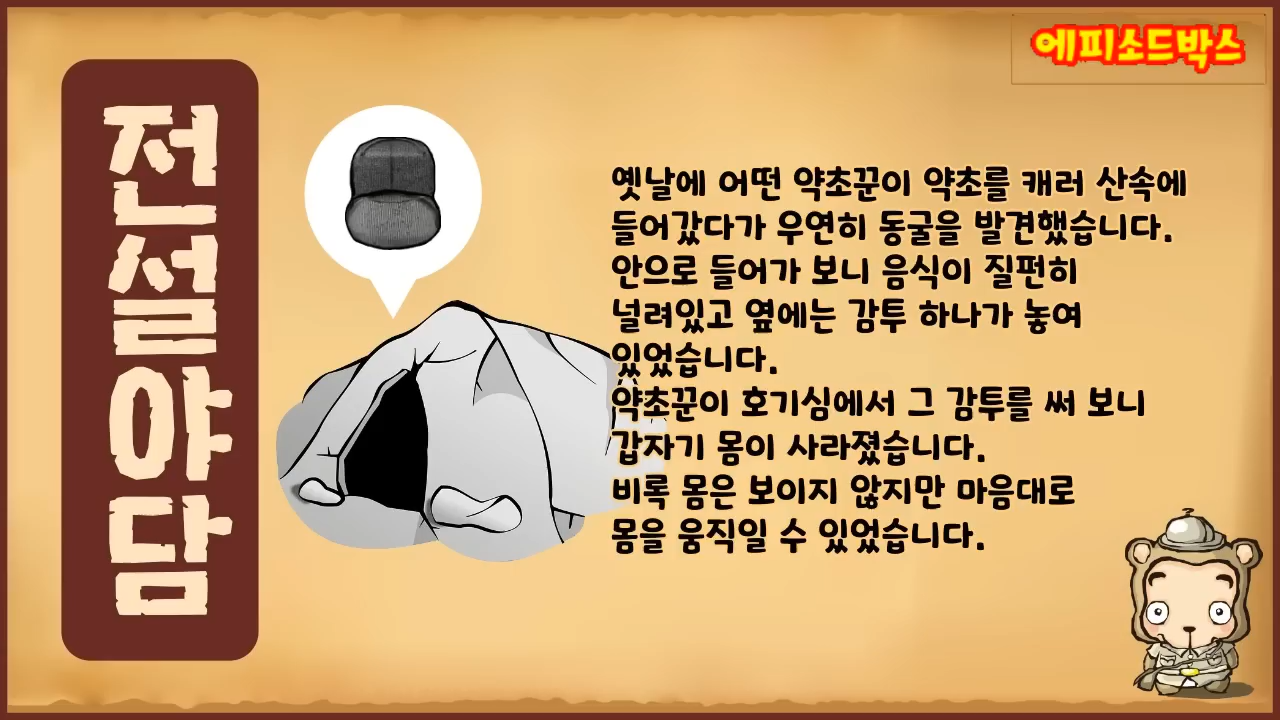 에피소드박스
전설야담
옛날에 어떤 약초꾼이 약초를 캐러 산속에
들어갔다가 우연히 동굴을 발견했습니다.
안으로 들어가 보니 음식이 질펀히
널려있고 옆에는 감투 하나가 놓여
있었습니다.
약초꾼이 호기심에서 그 감투를 써 보니
갑자기 몸이 사라졌습니다.
비록 몸은 보이지 않지만 마음대로
몸을 움직일 수 있었습니다.